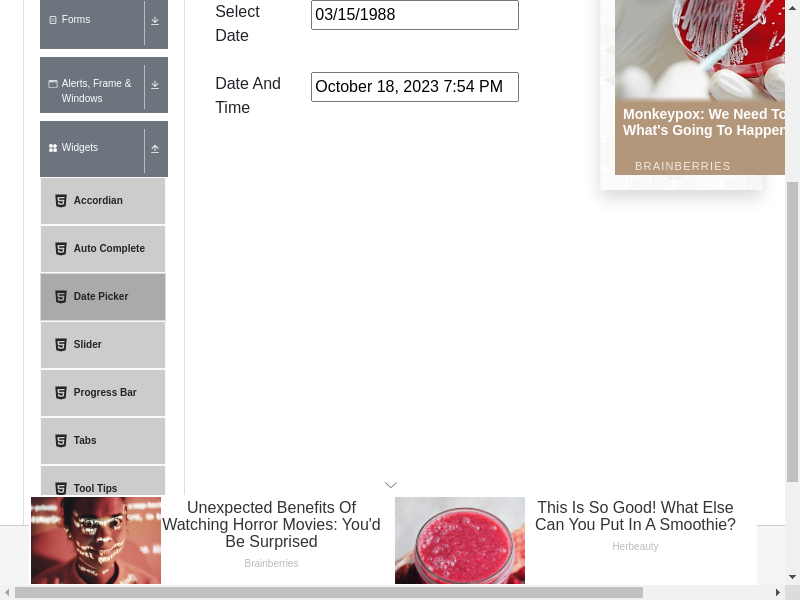 Forms
Alerts, Frame &
Windows
Widgets
Accordian
Auto Complete
Date Picker
Slider
Progress Bar
Tabs
Tool Tips
Select
Date
03/15/1988
Date And
Time
October 18, 2023 7:54 PM
Monkeypox: We Need To
What's Going To Happen
BRAINBERRIES
Unexpected Benefits Of
Watching Horror Movies: You'd
Be Surprised
Brainberries
This Is So Good! What Else
Can You Put In A Smoothie?
Herbeauty